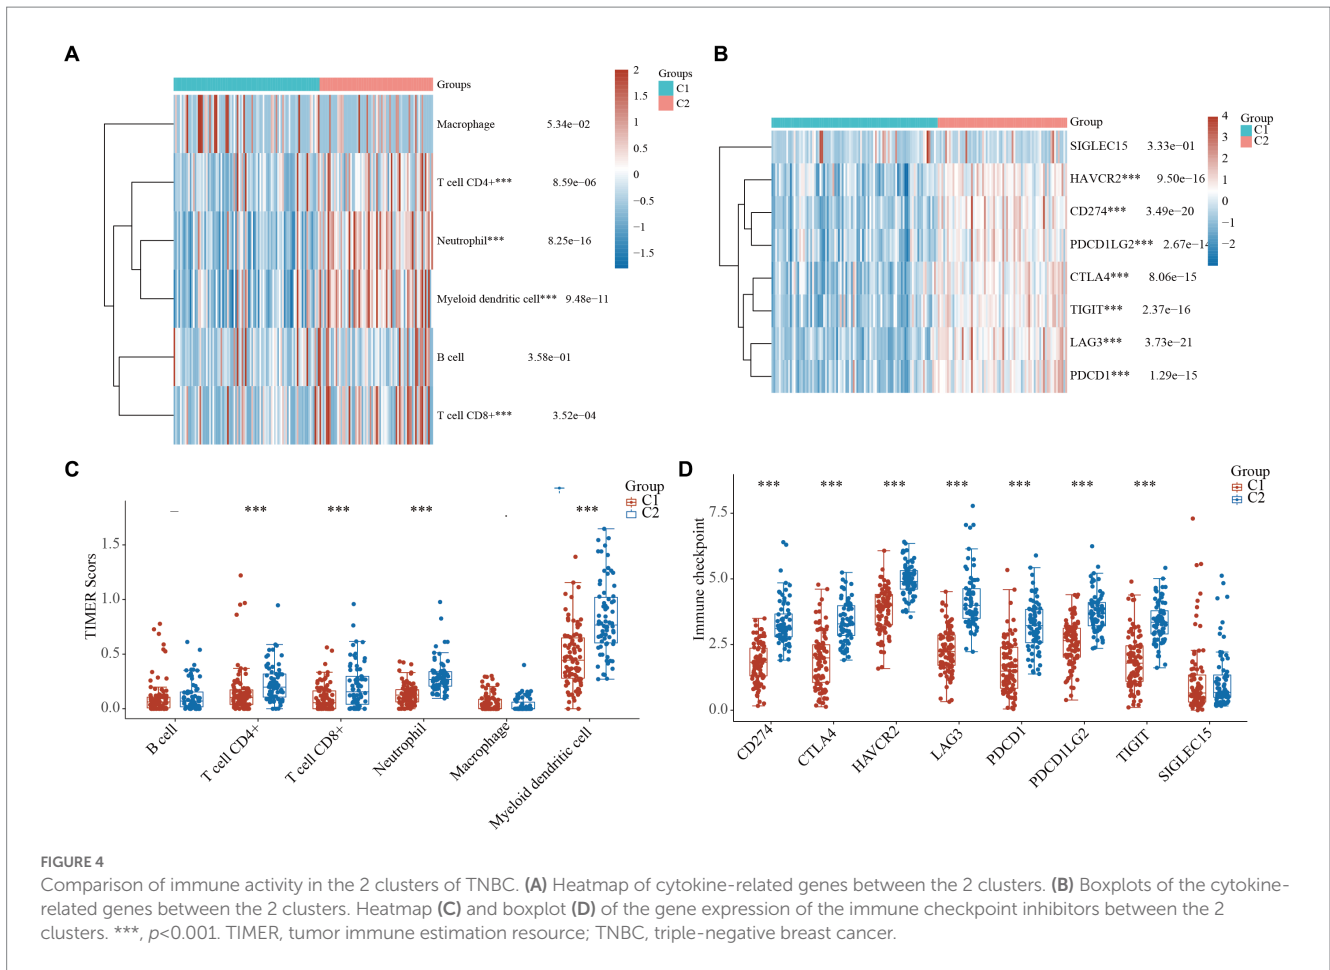 A
Groups
Macrophage 5.34e−02
T cell CD4+*** 8.59e−06
Neutrophil*** 8.25e−16
Myeloid dendritic cell*** 9.48e−11
B cell 3.58e−01
T cell CD8+*** 3.52e−04
2
1.5
1
0.5
0
−0.5
−1
−1.5
Groups
C1
C2
B
Group
SIGLEC15 3.33e−01
HAVCR2*** 9.50e−16
CD274*** 3.49e−20
PDCD1LG2*** 2.67e−14
CTLA4*** 8.06e−15
TIGIT*** 2.37e−16
LAG3*** 3.73e−21
PDCD1*** 1.29e−15
4
3
2
1
0
−1
−2
Group
C1
C2
C
Group
C1
C2
*** *** *** ***
TIMER Scores
1.5
1.0
0.5
0.0
B cell
T cell CD4+
T cell CD8+
Neutrophil
Macrophage
Myeloid dendritic cell
D
Group
C1
C2
*** *** *** *** *** *** ***
Immune checkpoint
7.5
5.0
2.5
0.0
CD274
CTLA4
HAVCR2
LAG3
PDCD1
PDCD1LG2
TIGIT
SIGLEC15
FIGURE 4
Comparison of immune activity in the 2 clusters of TNBC. (A) Heatmap of cytokine-related genes between the 2 clusters. (B) Boxplots of the cytokine-
related genes between the 2 clusters. Heatmap (C) and boxplot (D) of the gene expression of the immune checkpoint inhibitors between the 2
clusters. ***, p<0.001. TIMER, tumor immune estimation resource; TNBC, triple-negative breast cancer.